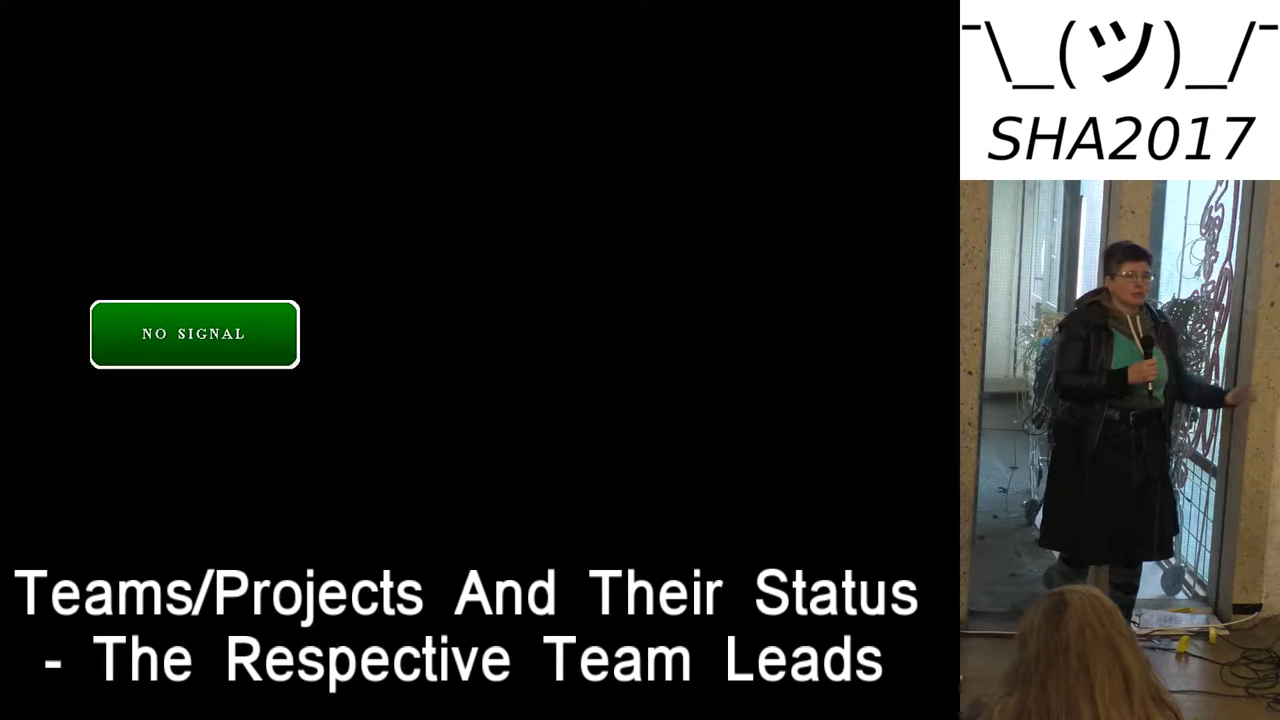 ¯\_(ツ)_/¯
SHA2017
NO SIGNAL
Teams/Projects And Their Status
- The Respective Team Leads